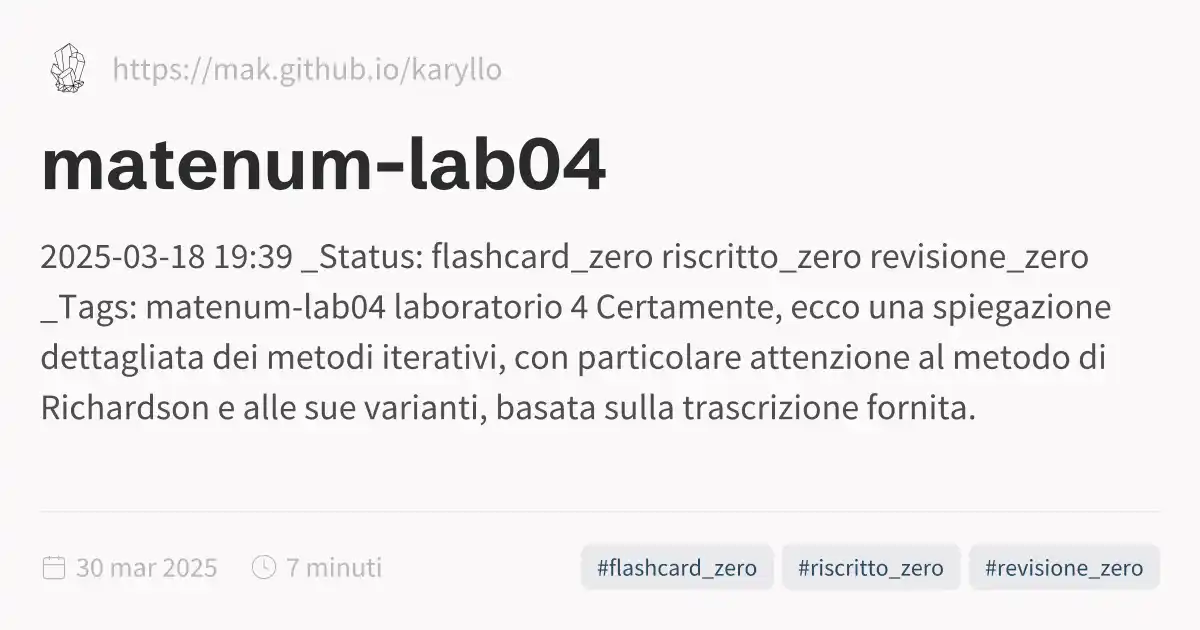 https://mak.github.io/karyllo
matenum-lab04
2025-03-18 19:39 _Status: flashcard_zero riscritto_zero revisione_zero
_Tags: matenum-lab04 laboratorio 4 Certamente, ecco una spiegazione
dettagliata dei metodi iterativi, con particolare attenzione al metodo di
Richardson e alle sue varianti, basata sulla trascrizione fornita.
30 mar 2025 7 minuti #flashcard_zero #riscritto_zero #revisione_zero